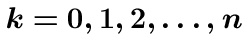 k = 0, 1, 2, ..., n